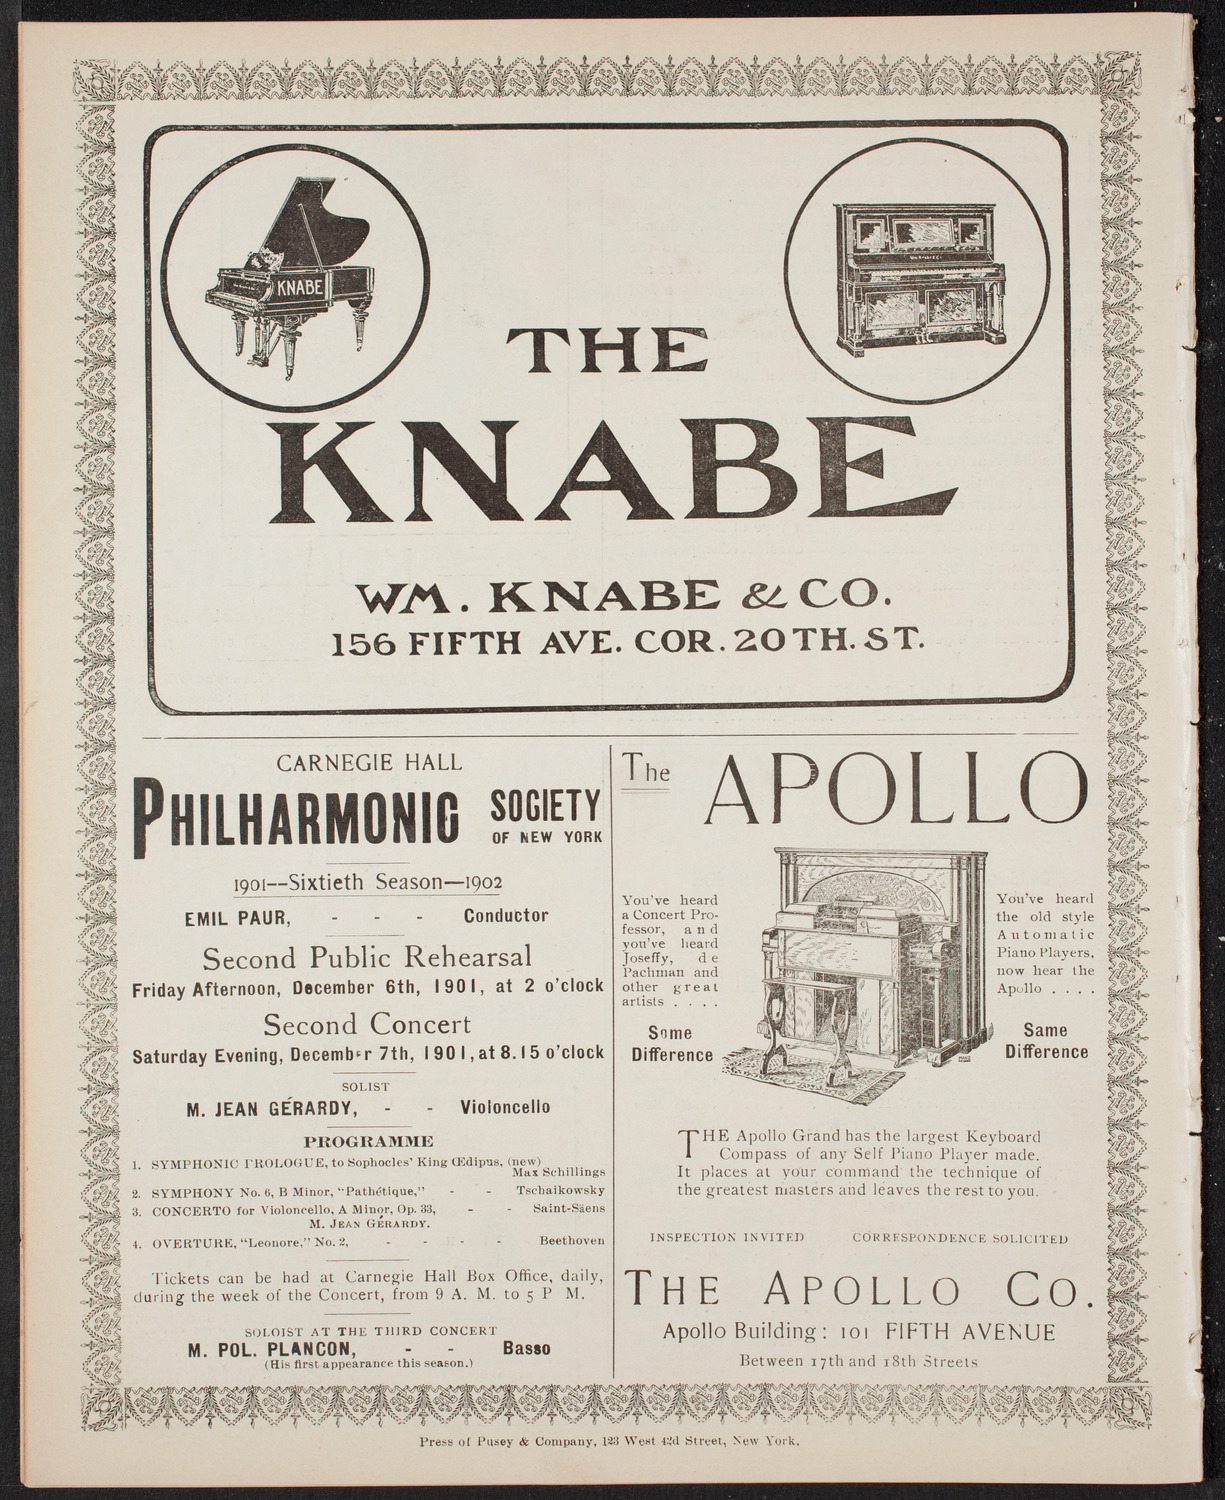 KNABE
Wm Knabe & Co
THE
KNABE
WM. KNABE & CO.
156 FIFTH AVE. COR. 20TH. ST.
CARNEGIE HALL
PHILHARMONIC SOCIETY
OF NEW YORK
1901--Sixtieth Season—1902
EMIL PAUR, - - - Conductor
Second Public Rehearsal
Friday Afternoon, December 6th, 1901, at 2 o'clock
Second Concert
Saturday Evening, December 7th, 1901, at 8.15 o'clock
SOLIST
M. JEAN GÉRARDY, - - Violoncello
PROGRAMME
1. SYMPHONIC PROLOGUE, to Sophocles' King Œdipus, (new)
Max Schillings
2. SYMPHONY No. 6, B Minor, "Pathétique," - - Tschaikowsky
3. CONCERTO for Violoncello, A Minor, Op. 33, - - Saint-Säens
M. JEAN GÉRARDY.
4. OVERTURE, "Leonore," No. 2, - - - - Beethoven
Tickets can be had at Carnegie Hall Box Office, daily,
during the week of the Concert, from 9 A. M. to 5 P M.
SOLOIST AT THE THIRD CONCERT
M. POL. PLANCON, - - Basso
(His first appearance this season.)
The APOLLO
You've heard
a Concert Pro-
fessor, and
you've heard
Joseffy, de
Pachman and
other great
artists . . . .
Some
Difference
You've heard
the old style
Automatic
Piano Players,
now hear the
Apollo . . . .
Same
Difference
THE Apollo Grand has the largest Keyboard
Compass of any Self Piano Player made.
It places at your command the technique of
the greatest masters and leaves the rest to you.
INSPECTION INVITED CORRESPONDENCE SOLICITED
THE APOLLO CO.
Apollo Building: 101 FIFTH AVENUE
Between 17th and 18th Streets
Press of Pusey & Company, 123 West 42d Street, New York.